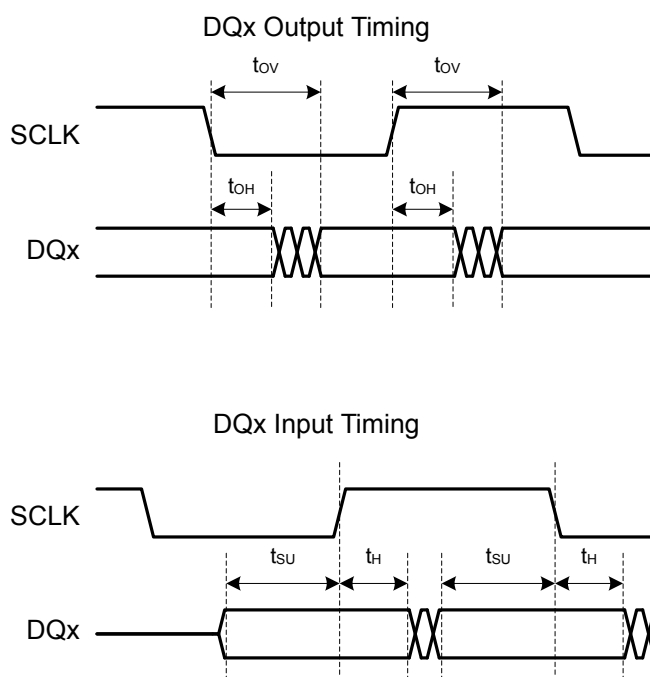 DQx Output Timing
tOV tOV
SCLK
tOH tOH
DQx
DQx Input Timing
SCLK
tSU tH tSU tH
DQx